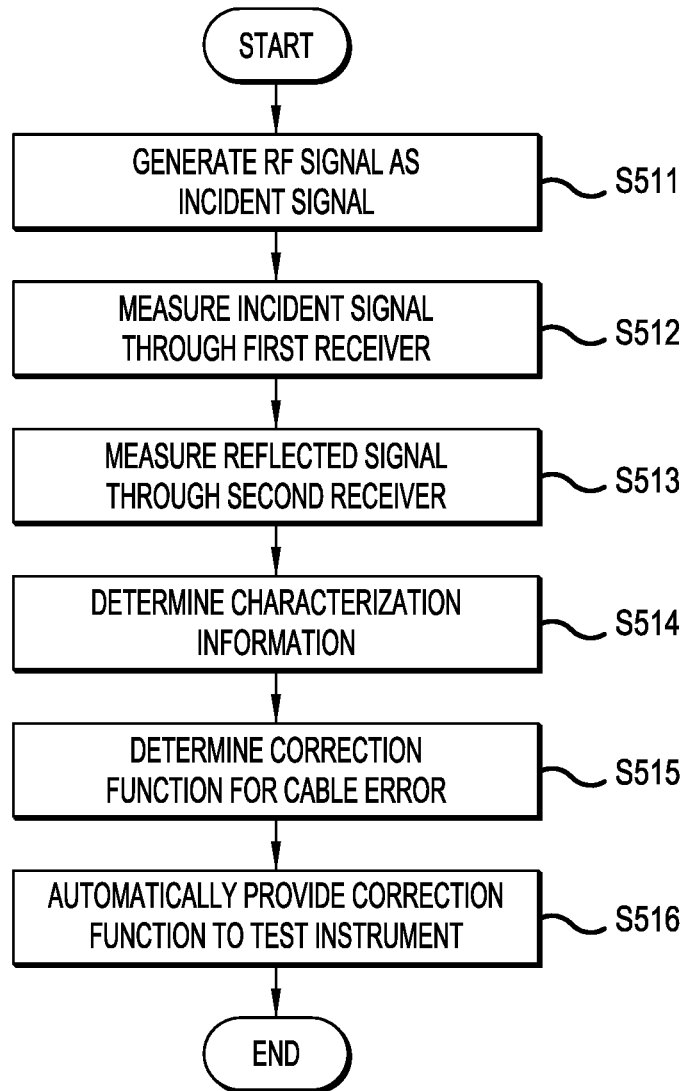 START
GENERATE RF SIGNAL AS
INCIDENT SIGNAL
S511
MEASURE INCIDENT SIGNAL
THROUGH FIRST RECEIVER
S512
MEASURE REFLECTED SIGNAL
THROUGH SECOND RECEIVER
S513
DETERMINE CHARACTERIZATION
INFORMATION
S514
DETERMINE CORRECTION
FUNCTION FOR CABLE ERROR
S515
AUTOMATICALLY PROVIDE CORRECTION
FUNCTION TO TEST INSTRUMENT
S516
END